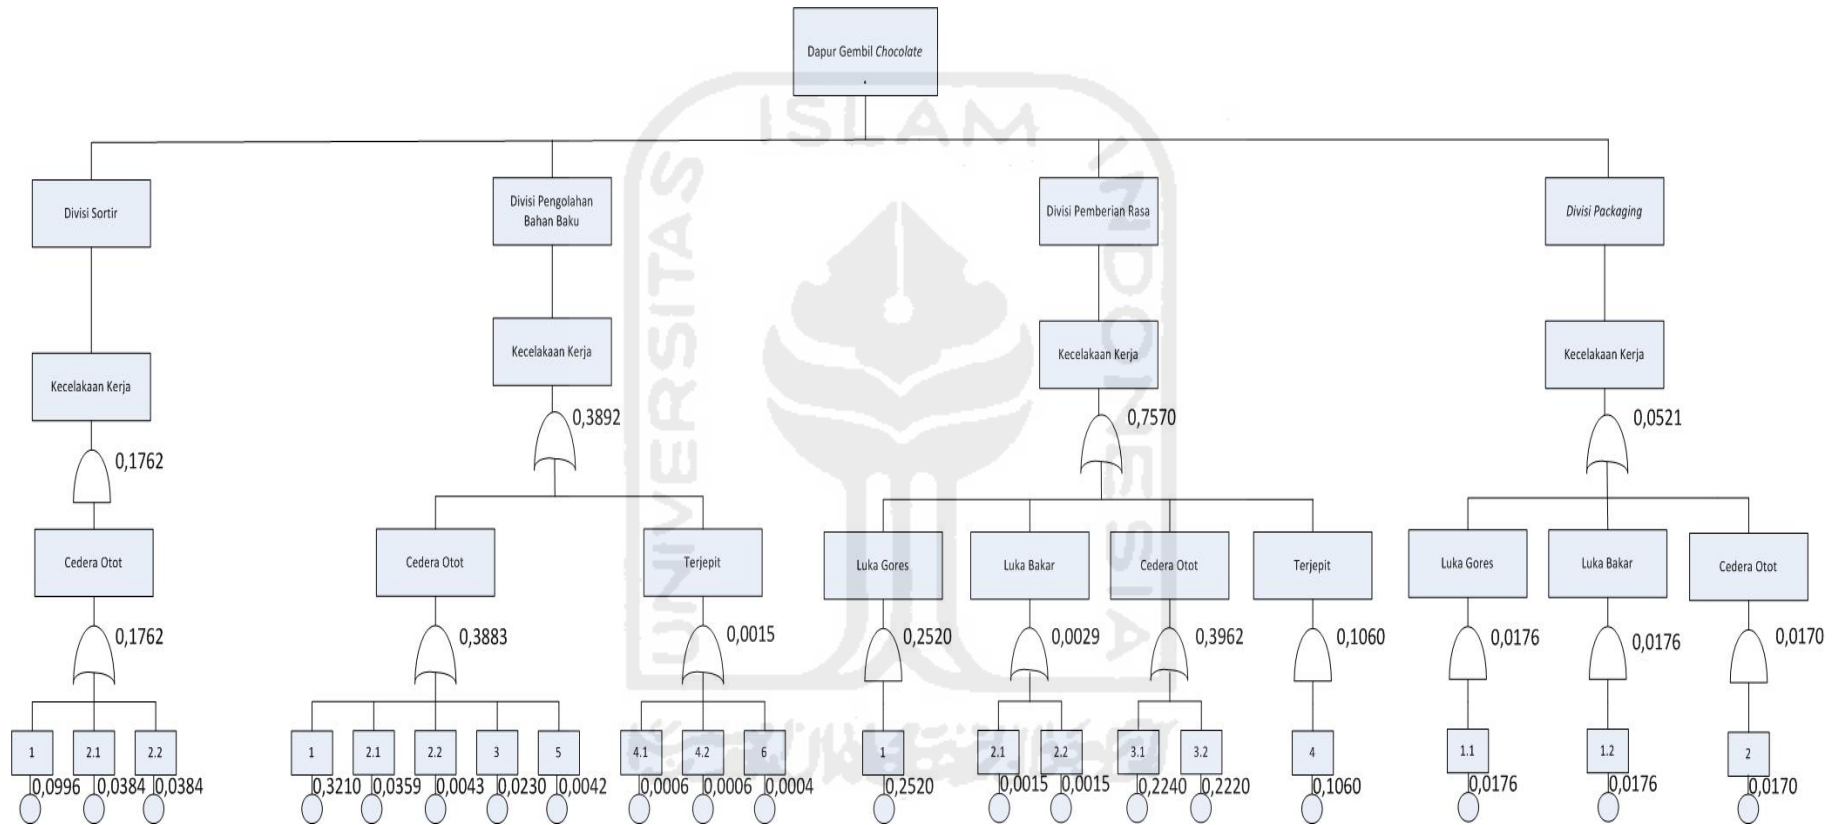 Dapur Gembil Chocolate
.
Divisi Sortir
Divisi Pengolahan
Bahan Baku
Divisi Pemberian Rasa
Divisi Packaging
Kecelakaan Kerja
Kecelakaan Kerja
Kecelakaan Kerja
Kecelakaan Kerja
0,1762
0,3892
0,7570
0,0521
Cedera Otot
Cedera Otot
Terjepit
Luka Gores
Luka Bakar
Cedera Otot
Terjepit
Luka Gores
Luka Bakar
Cedera Otot
0,1762
0,3883
0,0015
0,2520
0,0029
0,3962
0,1060
0,0176
0,0176
0,0170
1
2.1
2.2
1
2.1
2.2
3
5
4.1
4.2
6
1
2.1
2.2
3.1
3.2
4
1.1
1.2
2
0,0996
0,0384
0,0384
0,3210
0,0359
0,0043
0,0230
0,0042
0,0006
0,0006
0,0004
0,2520
0,0015
0,0015
0,2240
0,2220
0,1060
0,0176
0,0176
0,0170
UNIVERSITAS
ISLAM
INDONESIA